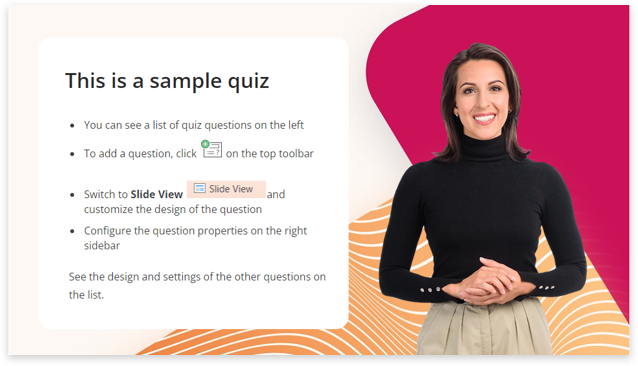 This is a sample quiz
• You can see a list of quiz questions on the left
• To add a question, click on the top toolbar
• Switch to Slide View Slide View and
customize the design of the question
• Configure the question properties on the right
sidebar
See the design and settings of the other questions on
the list.